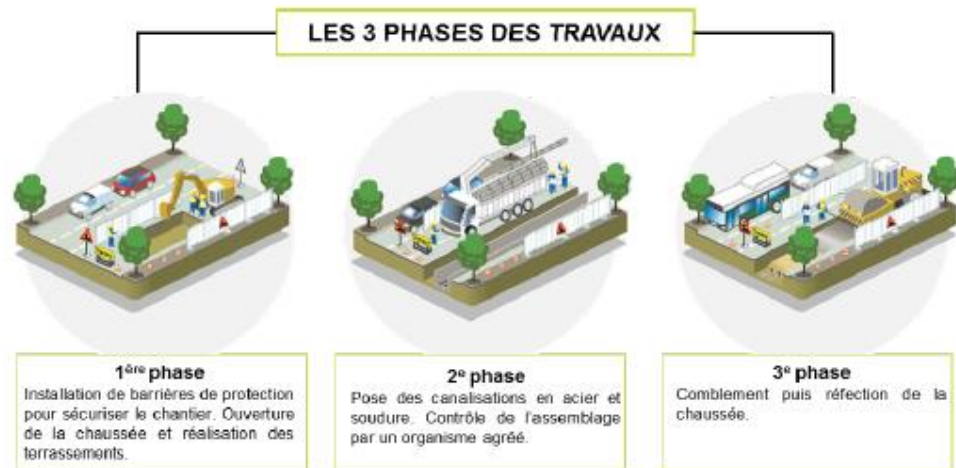 LES 3 PHASES DES TRAVAUX
1ère phase
Installation de barrières de protection
pour sécuriser le chantier. Ouverture
de la chaussée et réalisation des
terrassements.
2e phase
Pose des canalisations en acier et
soudure. Contrôle de l'assemblage
par un organisme agréé.
3e phase
Comblement puis réfection de la
chaussée.